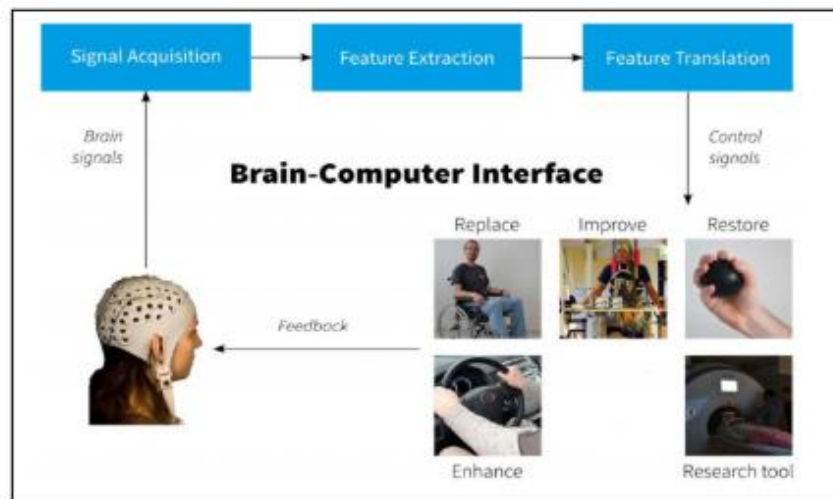 Signal Acquisition
Feature Extraction
Feature Translation
Brain
signals
Control
signals
Brain-Computer Interface
Replace
Improve
Restore
Feedback
Enhance
Research tool